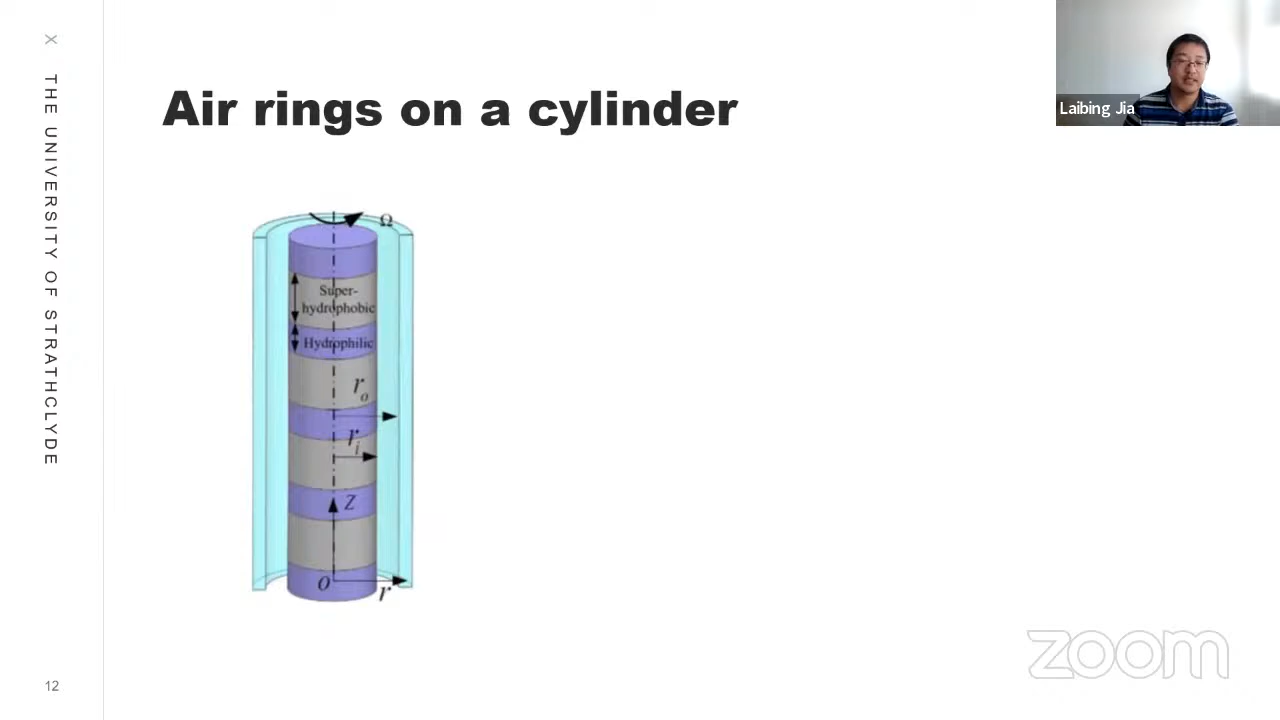 X THE UNIVERSITY OF STRATHCLYDE
Air rings on a cylinder
Laibing Jia
Ω
Super-
hydrophobic
Hydrophilic
r_o
r_i
Z
O
r
12
zoom